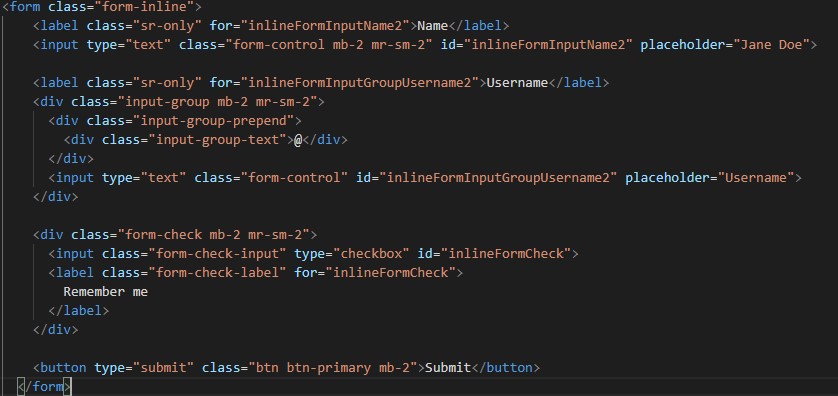 <form class="form-inline">
<label class="sr-only" for="inlineFormInputName2">Name</label>
<input type="text" class="form-control mb-2 mr-sm-2" id="inlineFormInputName2" placeholder="Jane Doe">
<label class="sr-only" for="inlineFormInputGroupUsername2">Username</label>
<div class="input-group mb-2 mr-sm-2">
<div class="input-group-prepend">
<div class="input-group-text">@</div>
</div>
<input type="text" class="form-control" id="inlineFormInputGroupUsername2" placeholder="Username">
</div>
<div class="form-check mb-2 mr-sm-2">
<input class="form-check-input" type="checkbox" id="inlineFormCheck">
<label class="form-check-label" for="inlineFormCheck">
Remember me
</label>
</div>
<button type="submit" class="btn btn-primary mb-2">Submit</button>
</form>